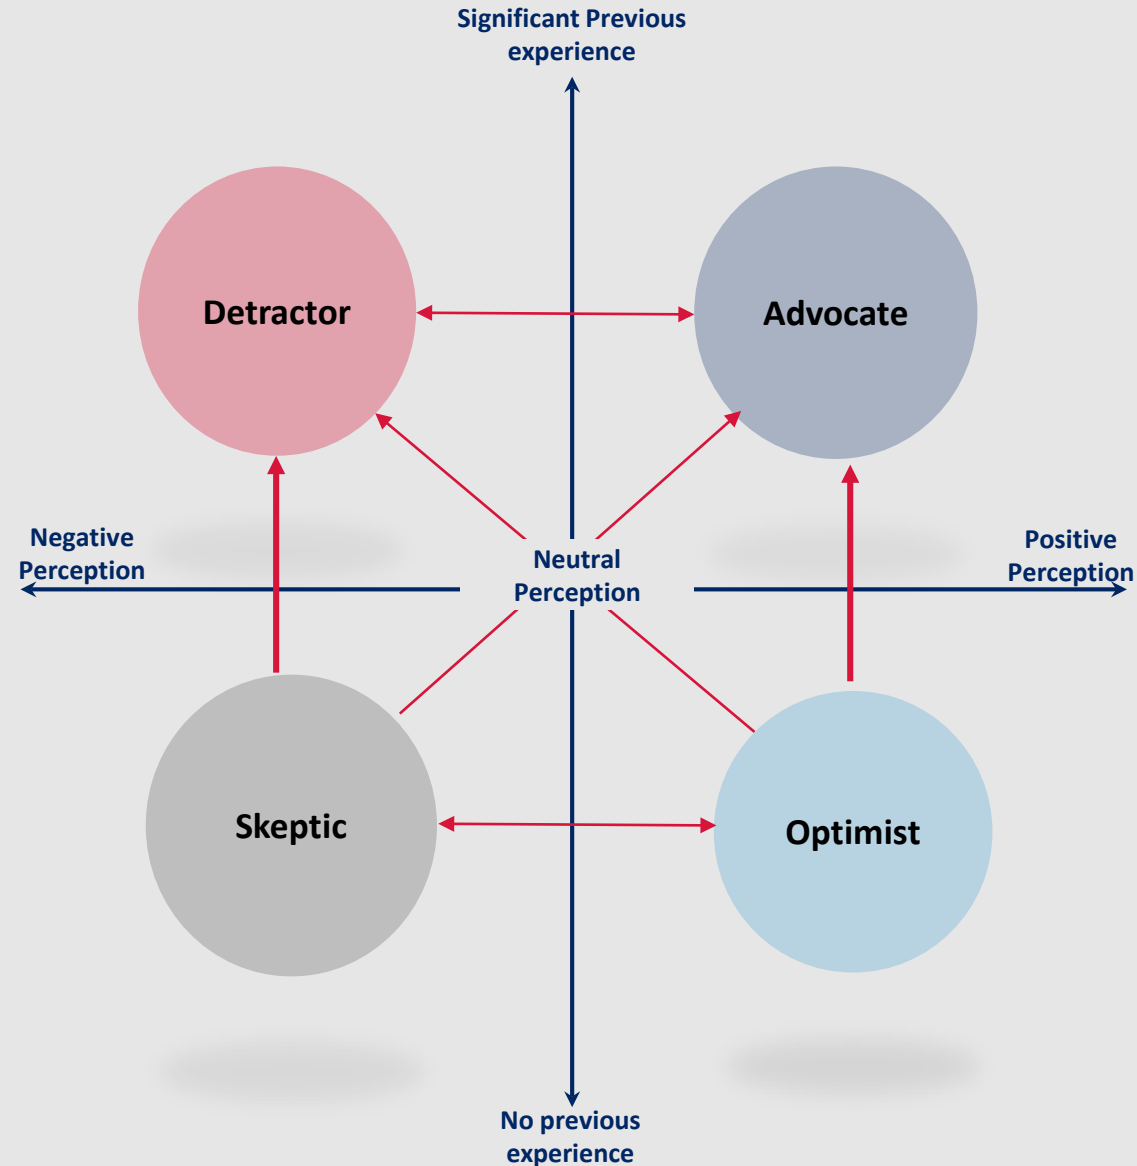 Significant Previous
experience
Detractor
Advocate
Negative
Perception
Neutral
Perception
Positive
Perception
Skeptic
Optimist
No previous
experience